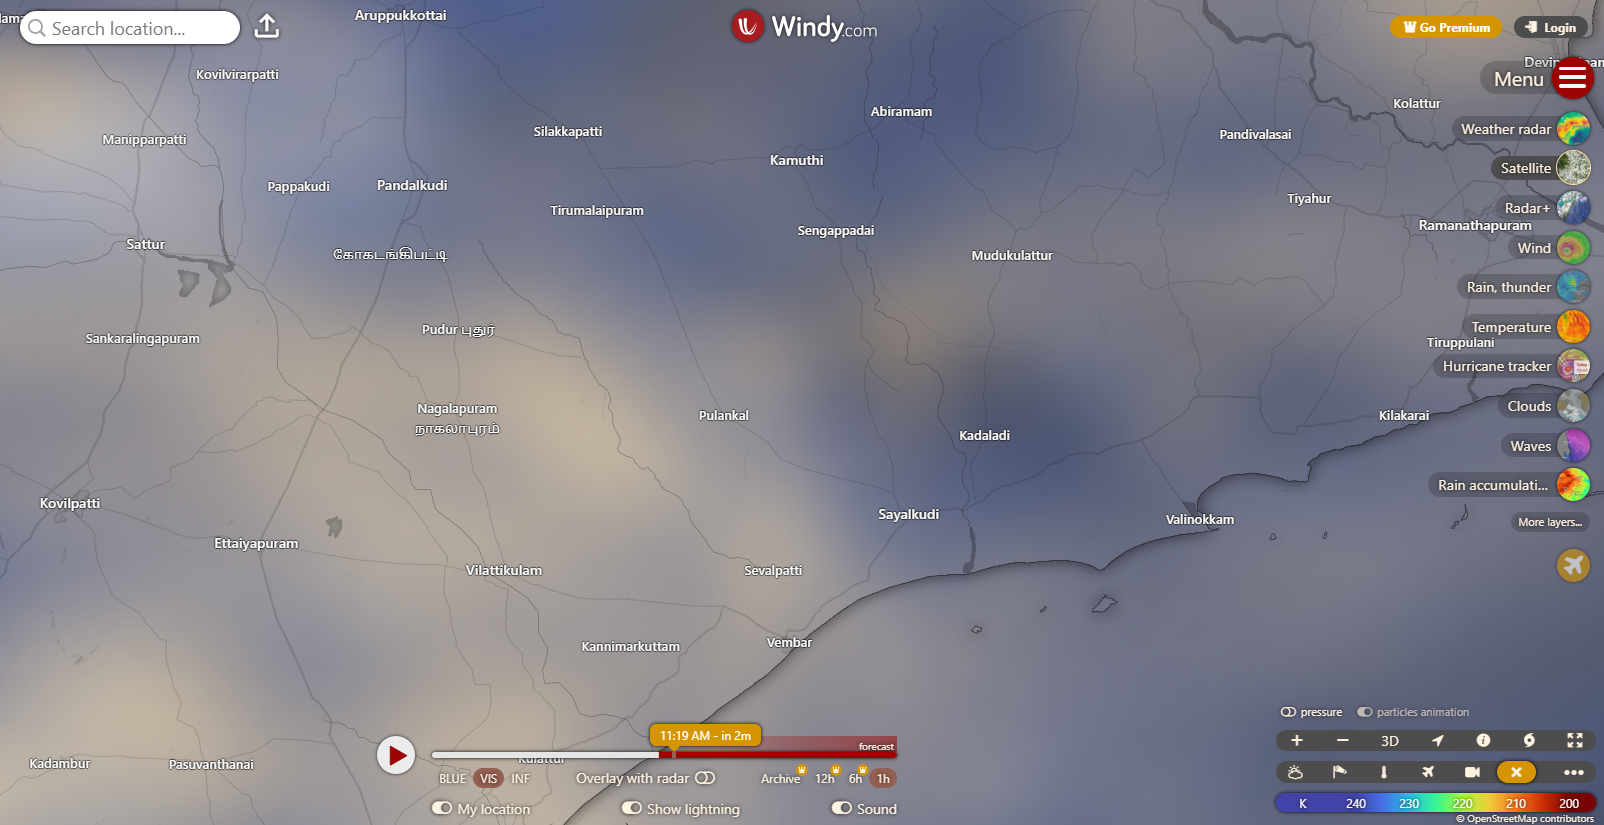 Search location...
Windy.com
Go Premium
Login
Menu
Weather radar
Satellite
Radar+
Wind
Rain, thunder
Temperature
Hurricane tracker
Clouds
Waves
Rain accumulati...
More layers...
Aruppukkottai
Kovilvirarpatti
Abiramam
Kolattur
Silakkapatti
Pandivalasai
Manipparpatti
Kamuthi
Pappakudi
Pandalkudi
Tiyahur
Tirumalaipuram
Ramanathapuram
Sengappadai
Sattur
கோகடங்கிபட்டி
Mudukulattur
Pudur புதுர்
Sankaralingapuram
Tiruppulani
Nagalapuram
நாகலாபுரம்
Pulankal
Kilakarai
Kadaladi
Kovilpatti
Sayalkudi
Valinokkam
Ettaiyapuram
Vilattikulam
Sevalpatti
Kannimarkuttam
Vembar
Kadambur
Pasuvanthanai
11:19 AM - in 2m
forecast
BLUE VIS INF
Overlay with radar
Archive 12h 6h 1h
My location
Show lightning
Sound
pressure
particles animation
+ − 3D
K 240 230 220 210 200
© OpenStreetMap contributors